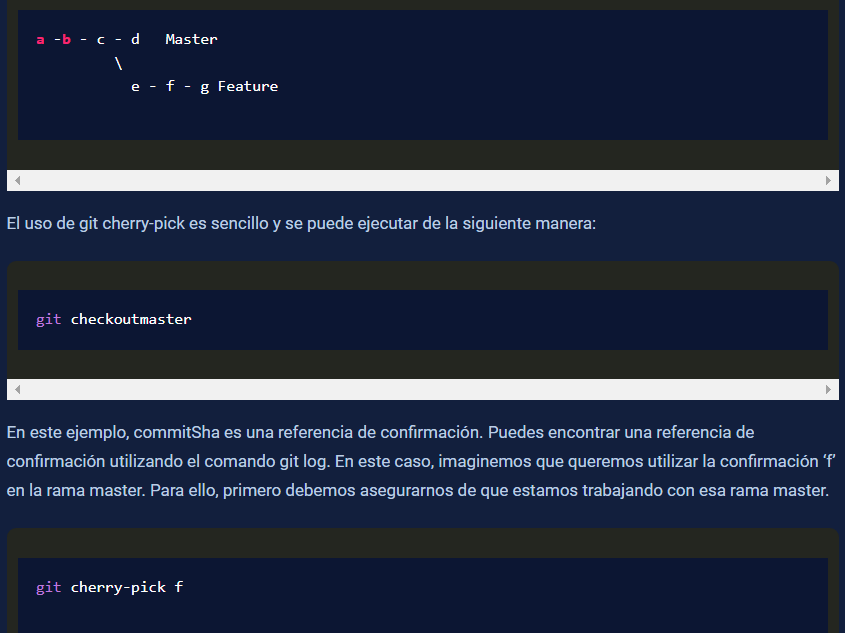 a -b - c - d   Master
\
e - f - g Feature
El uso de git cherry-pick es sencillo y se puede ejecutar de la siguiente manera:
git checkoutmaster
En este ejemplo, commitSha es una referencia de confirmación. Puedes encontrar una referencia de
confirmación utilizando el comando git log. En este caso, imaginemos que queremos utilizar la confirmación ‘f’
en la rama master. Para ello, primero debemos asegurarnos de que estamos trabajando con esa rama master.
git cherry-pick f